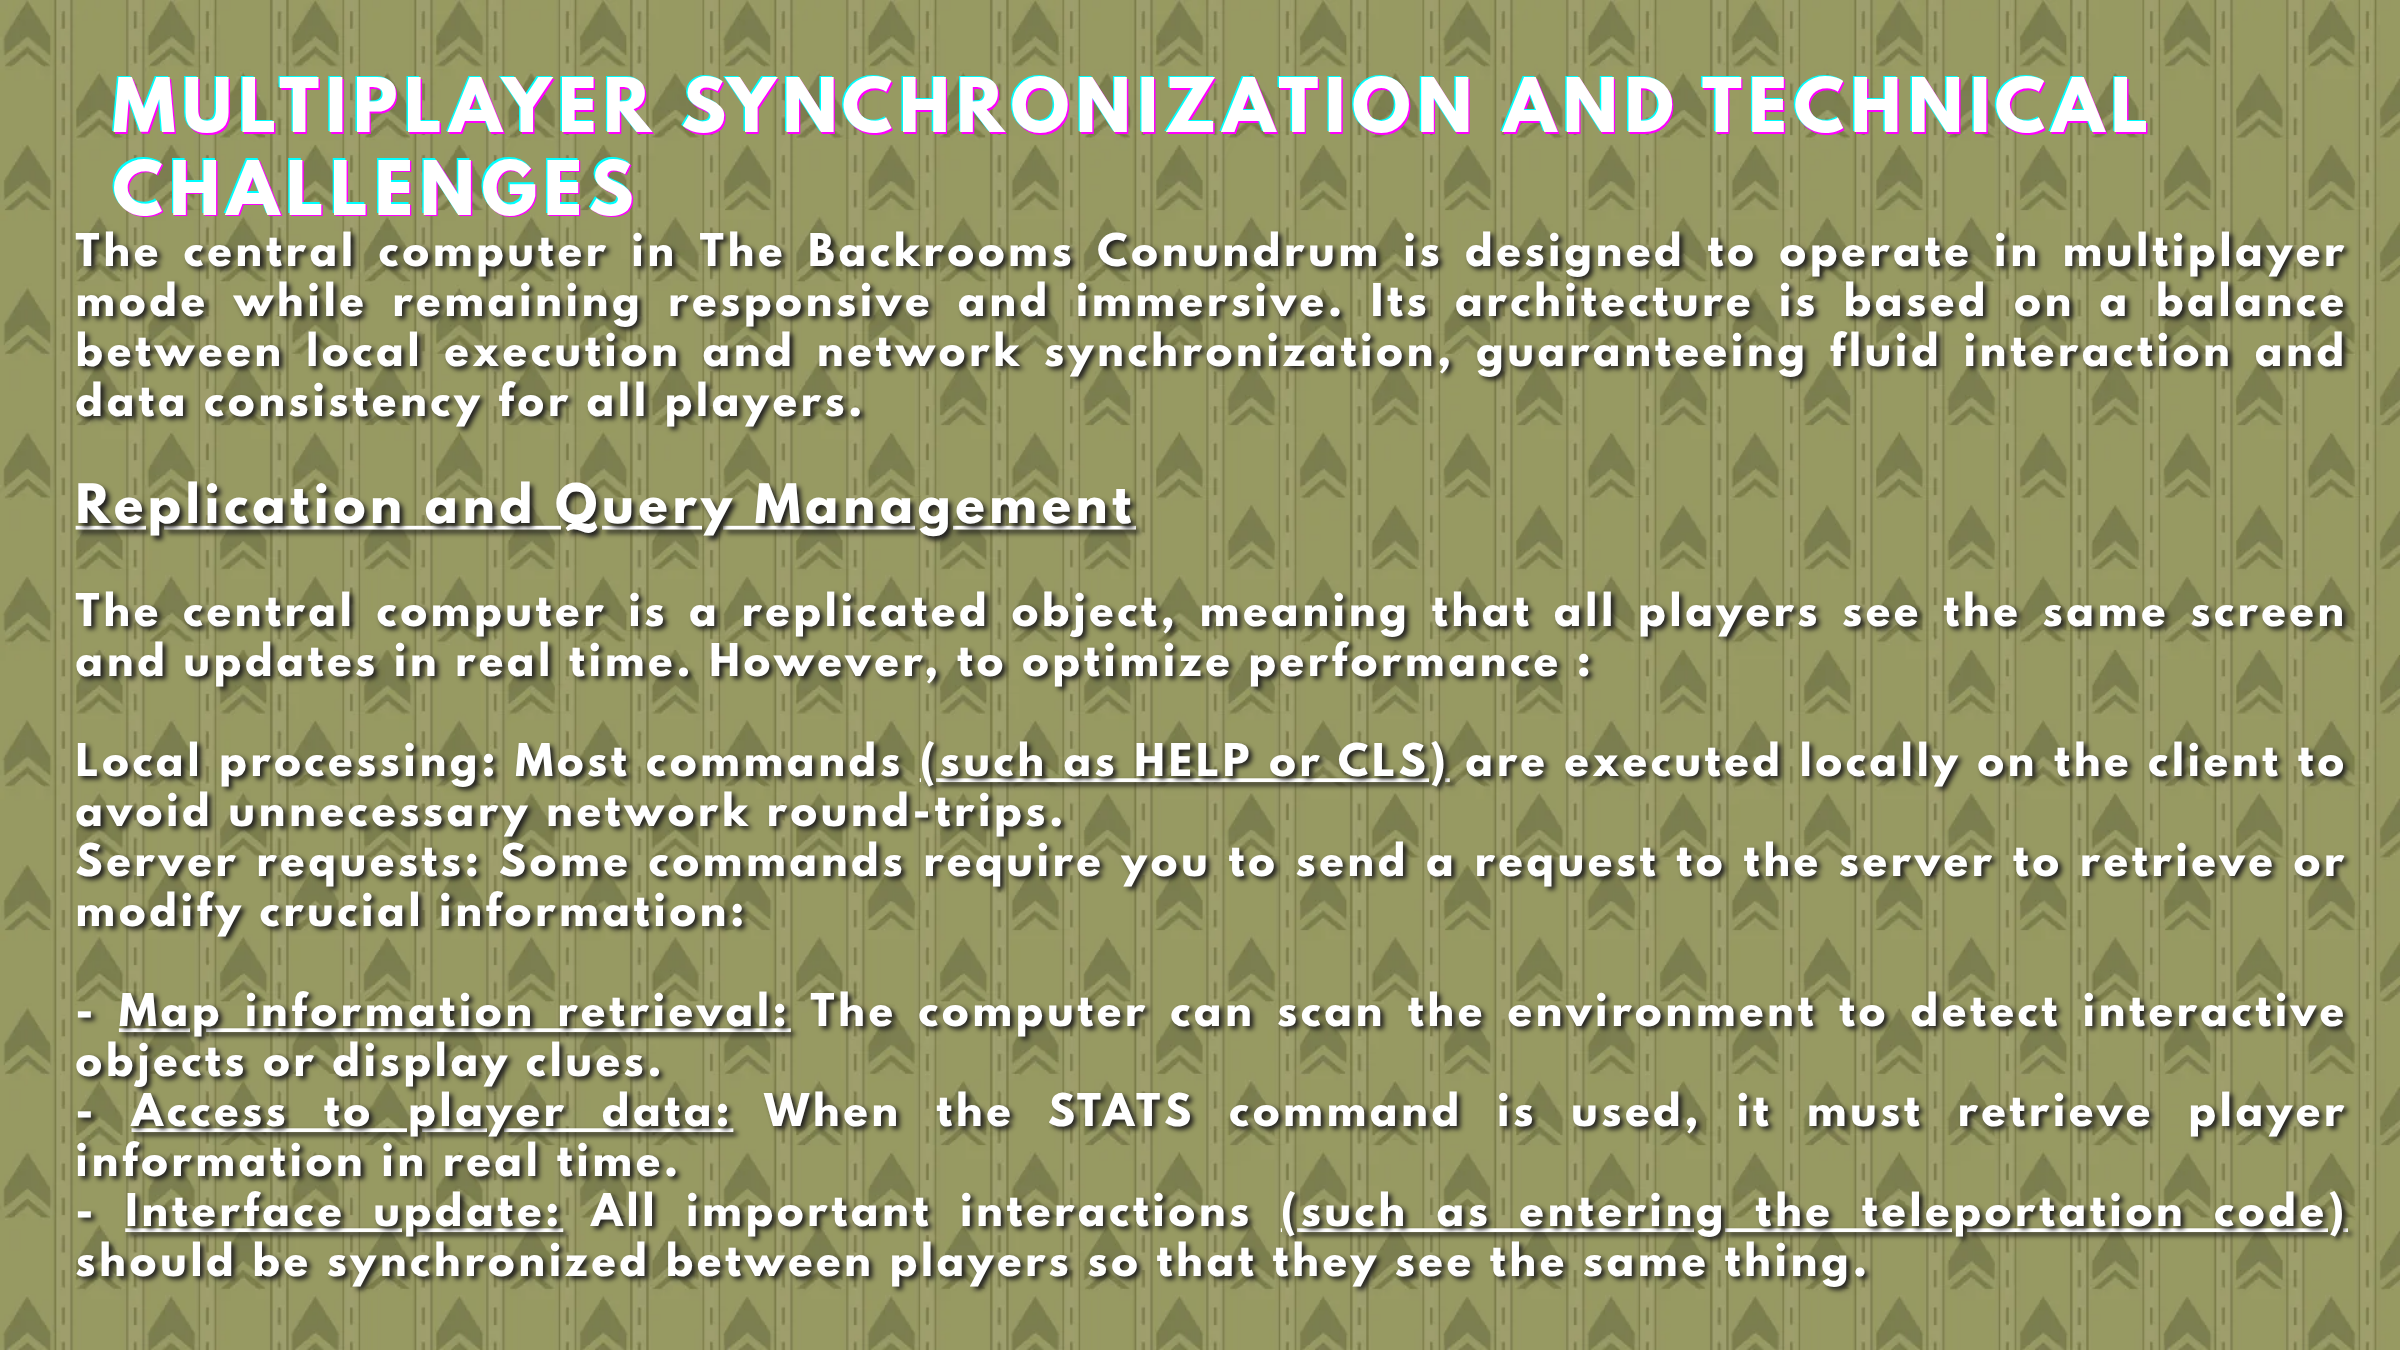 MULTIPLAYER SYNCHRONIZATION AND TECHNICAL
CHALLENGES
The central computer in The Backrooms Conundrum is designed to operate in multiplayer
mode while remaining responsive and immersive. Its architecture is based on a balance
between local execution and network synchronization, guaranteeing fluid interaction and
data consistency for all players.
Replication and Query Management
The central computer is a replicated object, meaning that all players see the same screen
and updates in real time. However, to optimize performance :
Local processing: Most commands (such as HELP or CLS) are executed locally on the client to
avoid unnecessary network round-trips.
Server requests: Some commands require you to send a request to the server to retrieve or
modify crucial information:
- Map information retrieval: The computer can scan the environment to detect interactive
objects or display clues.
- Access to player data: When the STATS command is used, it must retrieve player
information in real time.
- Interface update: All important interactions (such as entering the teleportation code)
should be synchronized between players so that they see the same thing.